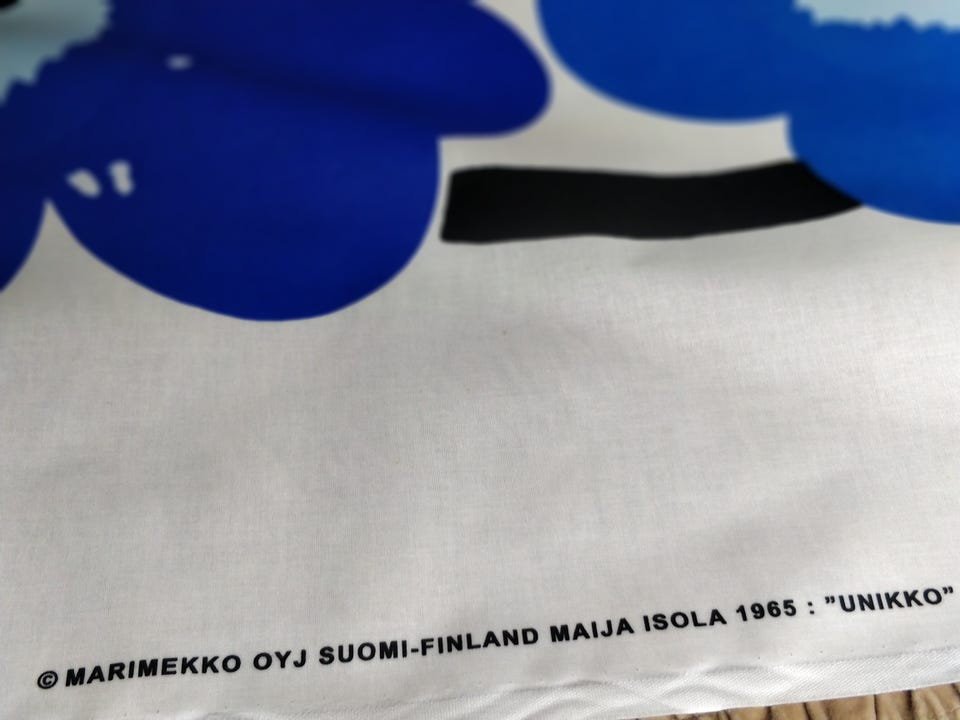 © MARIMEKKO OYJ SUOMI-FINLAND MAIJA ISOLA 1965 : ”UNIKKO”